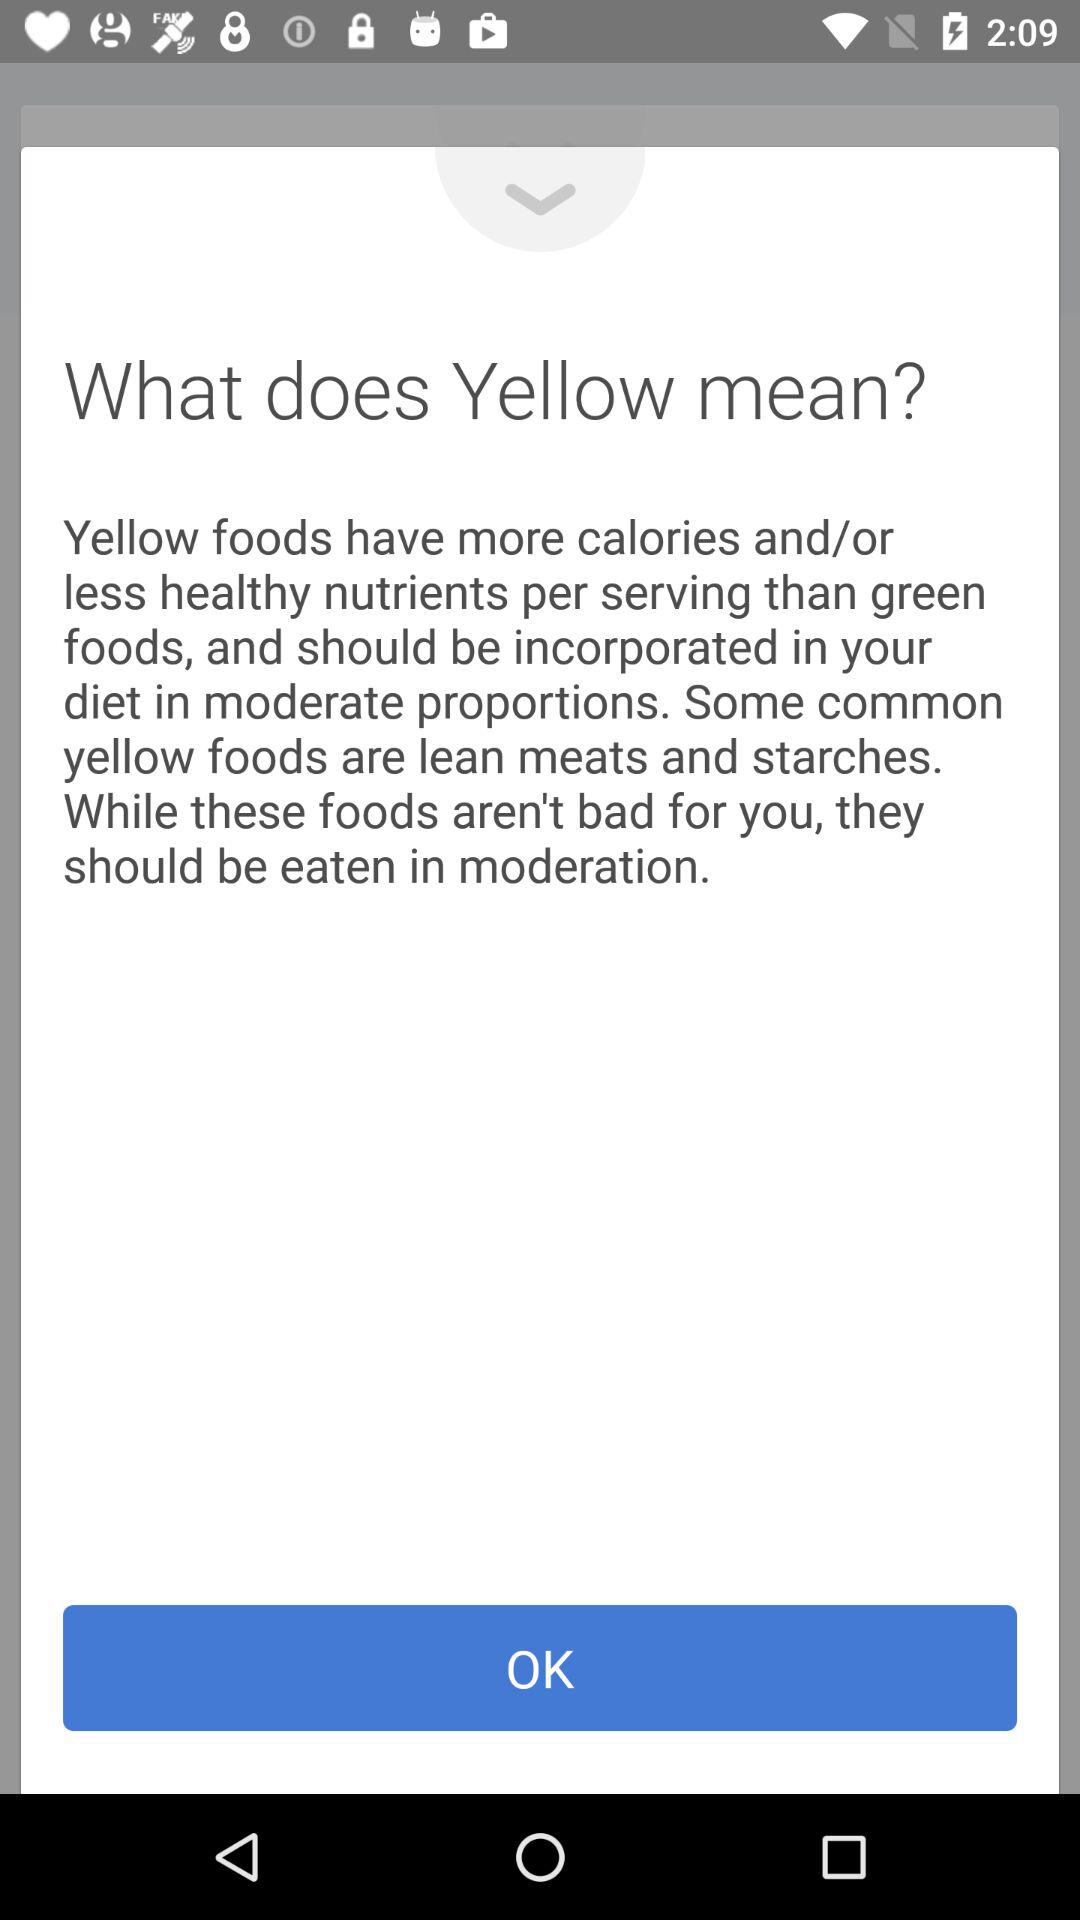 FAKE
2:09
What does Yellow mean?
Yellow foods have more calories and/or
less healthy nutrients per serving than green
foods, and should be incorporated in your
diet in moderate proportions. Some common
yellow foods are lean meats and starches.
While these foods aren't bad for you, they
should be eaten in moderation.
OK